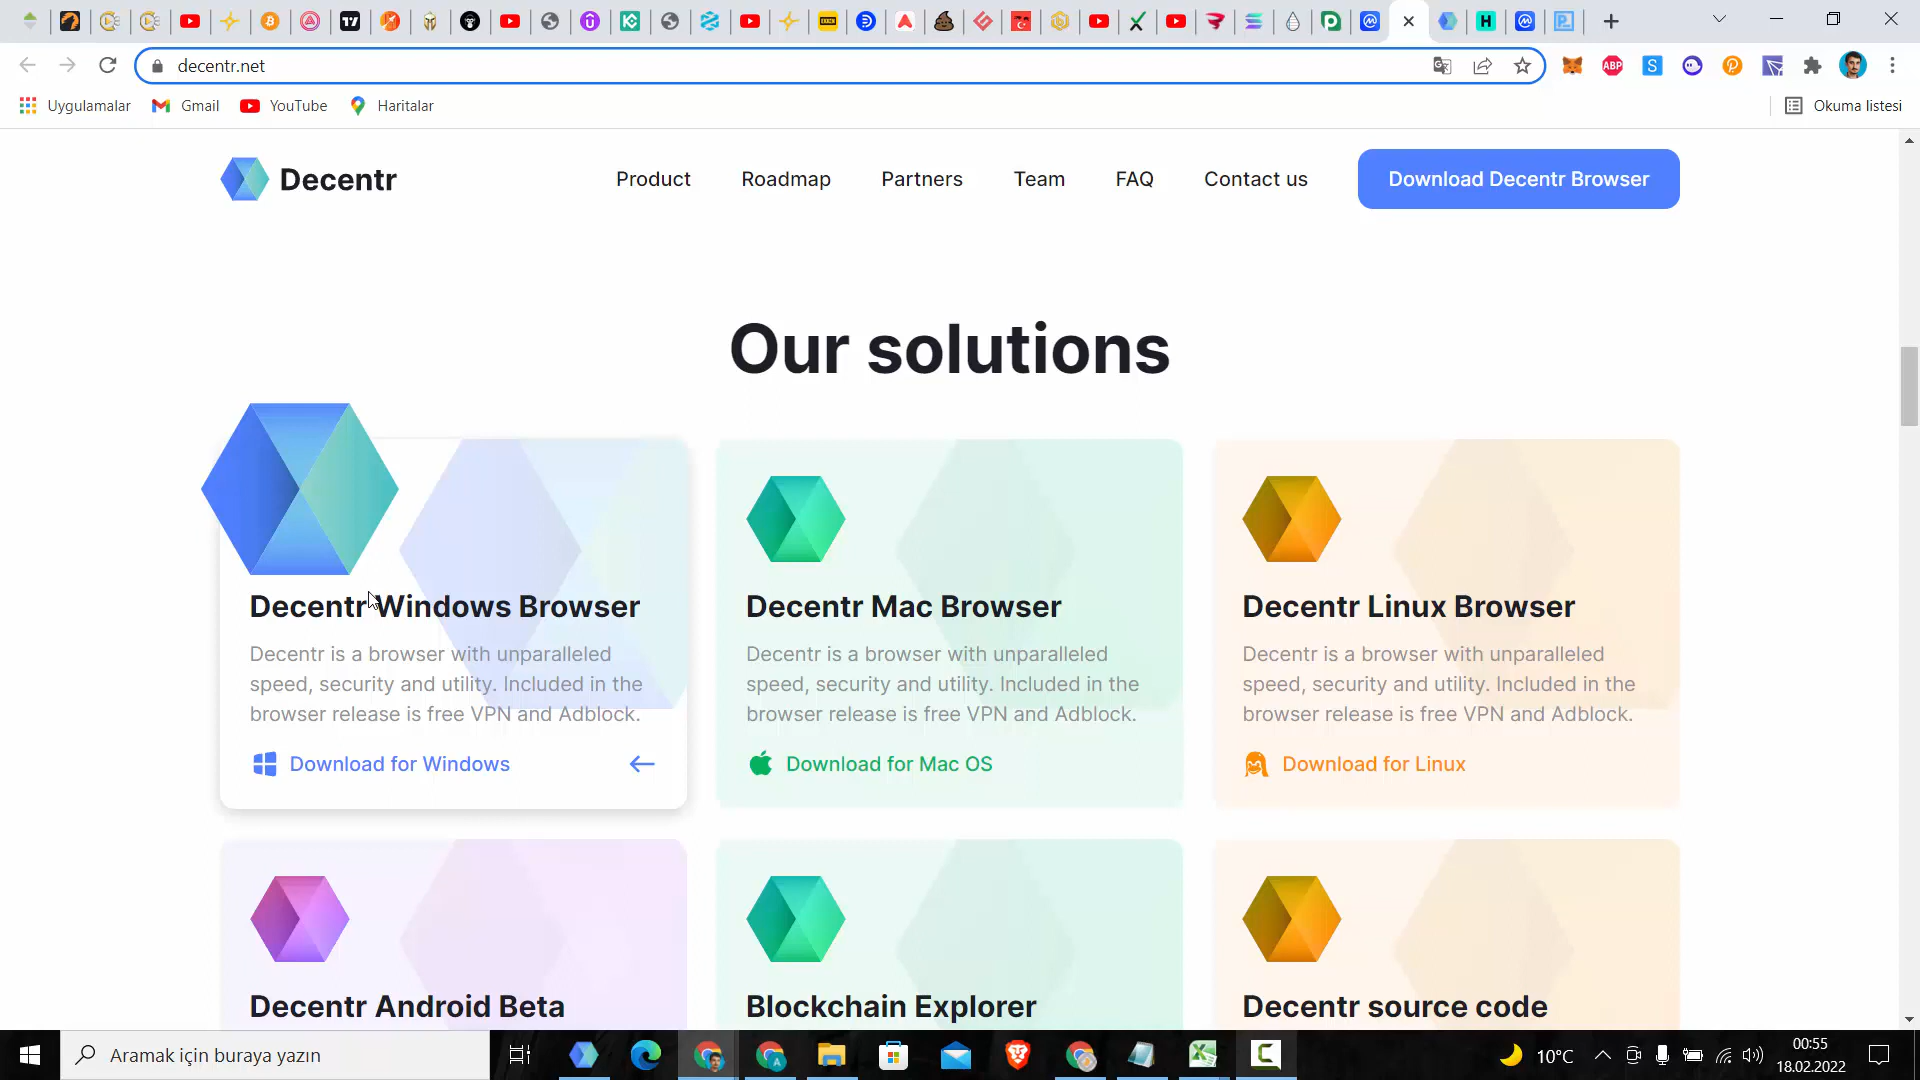 decentr.net
Uygulamalar
Gmail
YouTube
Haritalar
Okuma listesi
Decentr
Product
Roadmap
Partners
Team
FAQ
Contact us
Download Decentr Browser
Our solutions
Decentr Windows Browser
Decentr is a browser with unparalleled
speed, security and utility. Included in the
browser release is free VPN and Adblock.
Download for Windows
Decentr Mac Browser
Decentr is a browser with unparalleled
speed, security and utility. Included in the
browser release is free VPN and Adblock.
Download for Mac OS
Decentr Linux Browser
Decentr is a browser with unparalleled
speed, security and utility. Included in the
browser release is free VPN and Adblock.
Download for Linux
Decentr Android Beta
Blockchain Explorer
Decentr source code
Aramak için buraya yazın
10°C
00:55
18.02.2022